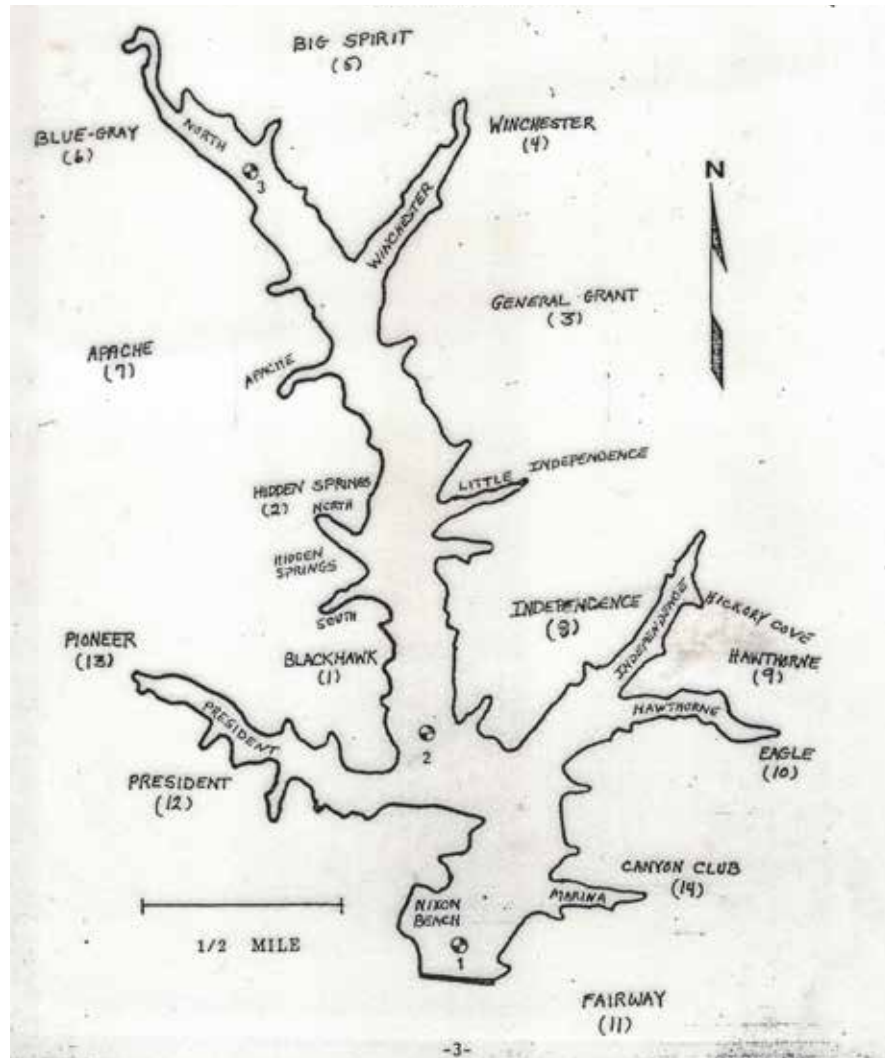 BIG SPIRIT
(5)
BLUE-GRAY
(6)
NORTH
3
WINCHESTER
(4)
WINCHESTER
N
GENERAL GRANT
(3)
APACHE
(7)
APACHE
HIDDEN SPRINGS
(2)
NORTH
LITTLE INDEPENDENCE
HIDDEN
SPRINGS
SOUTH
INDEPENDENCE
(8)
INDEPENDENCE
HICKORY COVE
HAWTHORNE
(9)
HAWTHORNE
PIONEER
(13)
BLACKHAWK
(1)
PRESIDENT
2
EAGLE
(10)
PRESIDENT
(12)
CANYON CLUB
(14)
MARINA
NIXON
BEACH
1/2 MILE
1
FAIRWAY
(11)
-3-